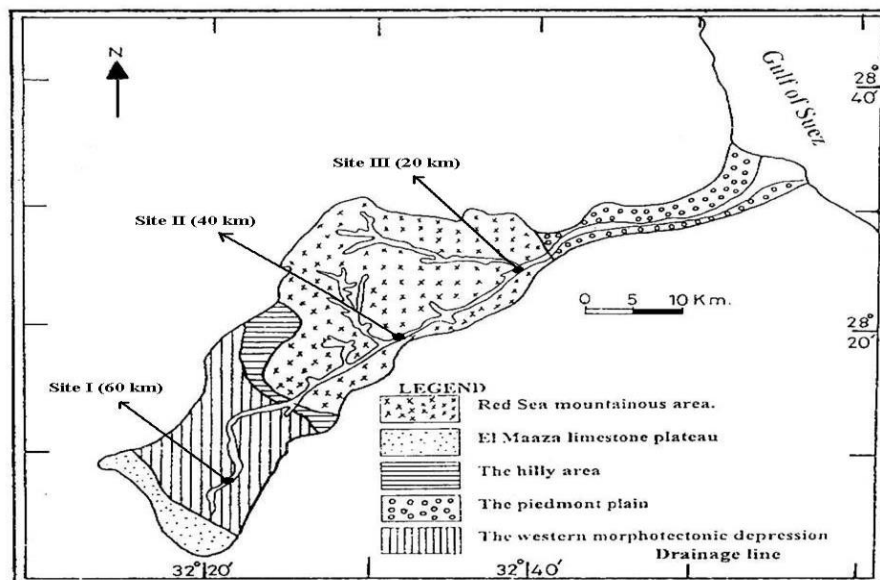 N
Gulf of Suez
28°
40′
Site III (20 km)
Site II (40 km)
0 5 10 Km.
28°
20′
Site I (60 km)
LEGEND
Red Sea mountainous area.
El Maaza limestone plateau
The hilly area
The piedmont plain
The western morphotectonic depression
Drainage line
32°20′
32°40′